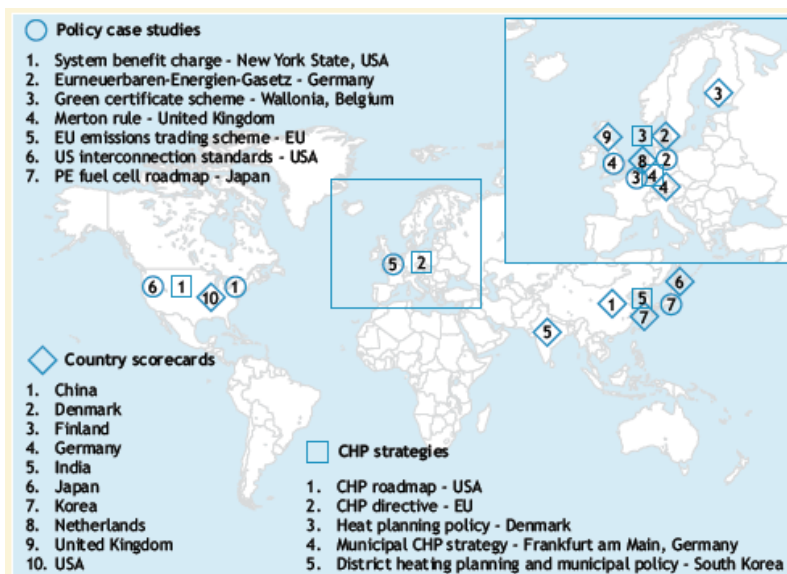 Policy case studies
1. System benefit charge - New York State, USA
2. Eurneuerbaren-Energien-Gasetz - Germany
3. Green certificate scheme - Wallonia, Belgium
4. Merton rule - United Kingdom
5. EU emissions trading scheme - EU
6. US interconnection standards - USA
7. PE fuel cell roadmap - Japan
3
9 3 2
4 8 2
3 4
4
5 2
6 1 10 1
6
1 5 7
7
5
Country scorecards
1. China
2. Denmark
3. Finland
4. Germany
5. India
6. Japan
7. Korea
8. Netherlands
9. United Kingdom
10. USA
CHP strategies
1. CHP roadmap - USA
2. CHP directive - EU
3. Heat planning policy - Denmark
4. Municipal CHP strategy - Frankfurt am Main, Germany
5. District heating planning and municipal policy - South Korea